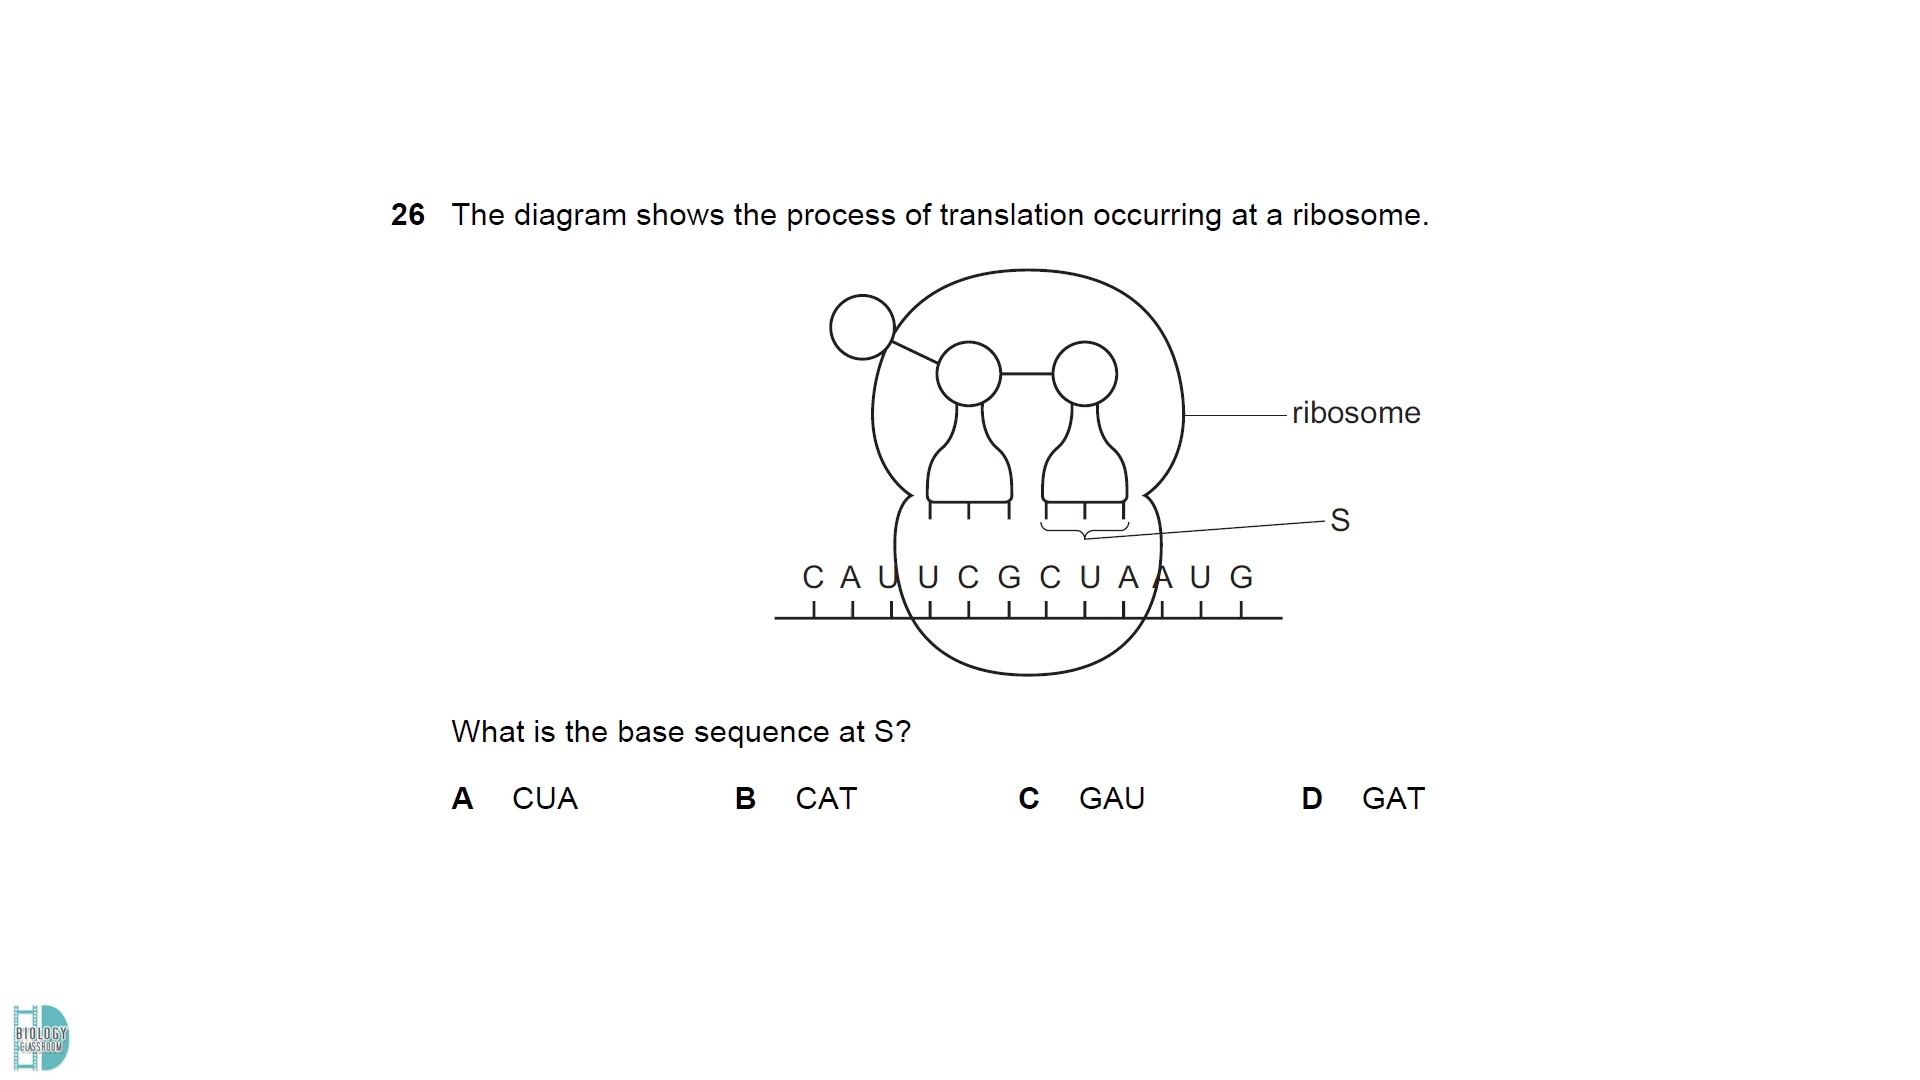 26 The diagram shows the process of translation occurring at a ribosome.
ribosome
S
C A U U C G C U A A U G
What is the base sequence at S?
A CUA B CAT C GAU D GAT
BIOLOGY
CLASSROOM